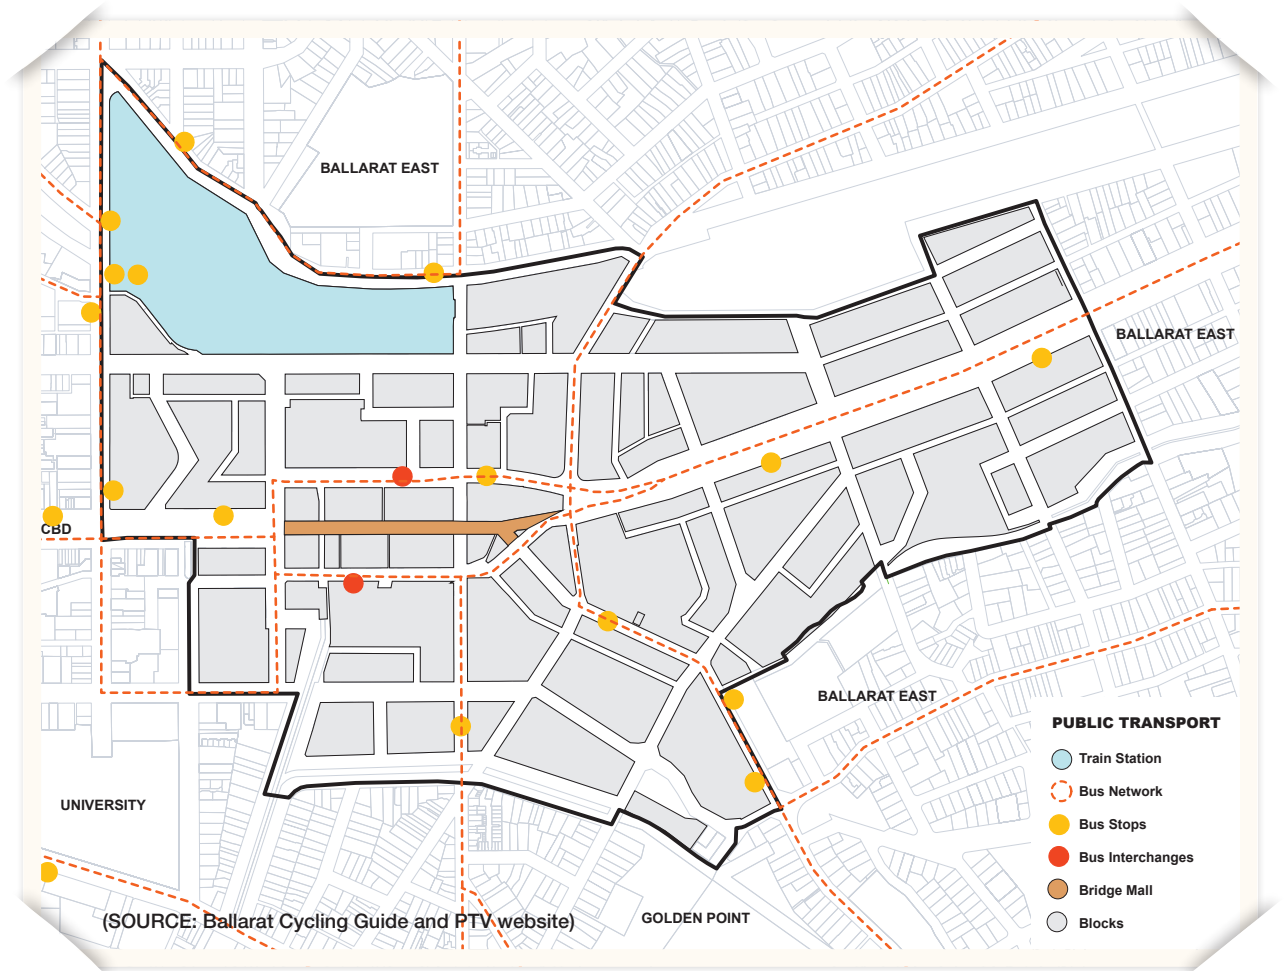 BALLARAT EAST
BALLARAT EAST
CBD
BALLARAT EAST
UNIVERSITY
GOLDEN POINT
(SOURCE: Ballarat Cycling Guide and PTV website)
PUBLIC TRANSPORT
Train Station
Bus Network
Bus Stops
Bus Interchanges
Bridge Mall
Blocks